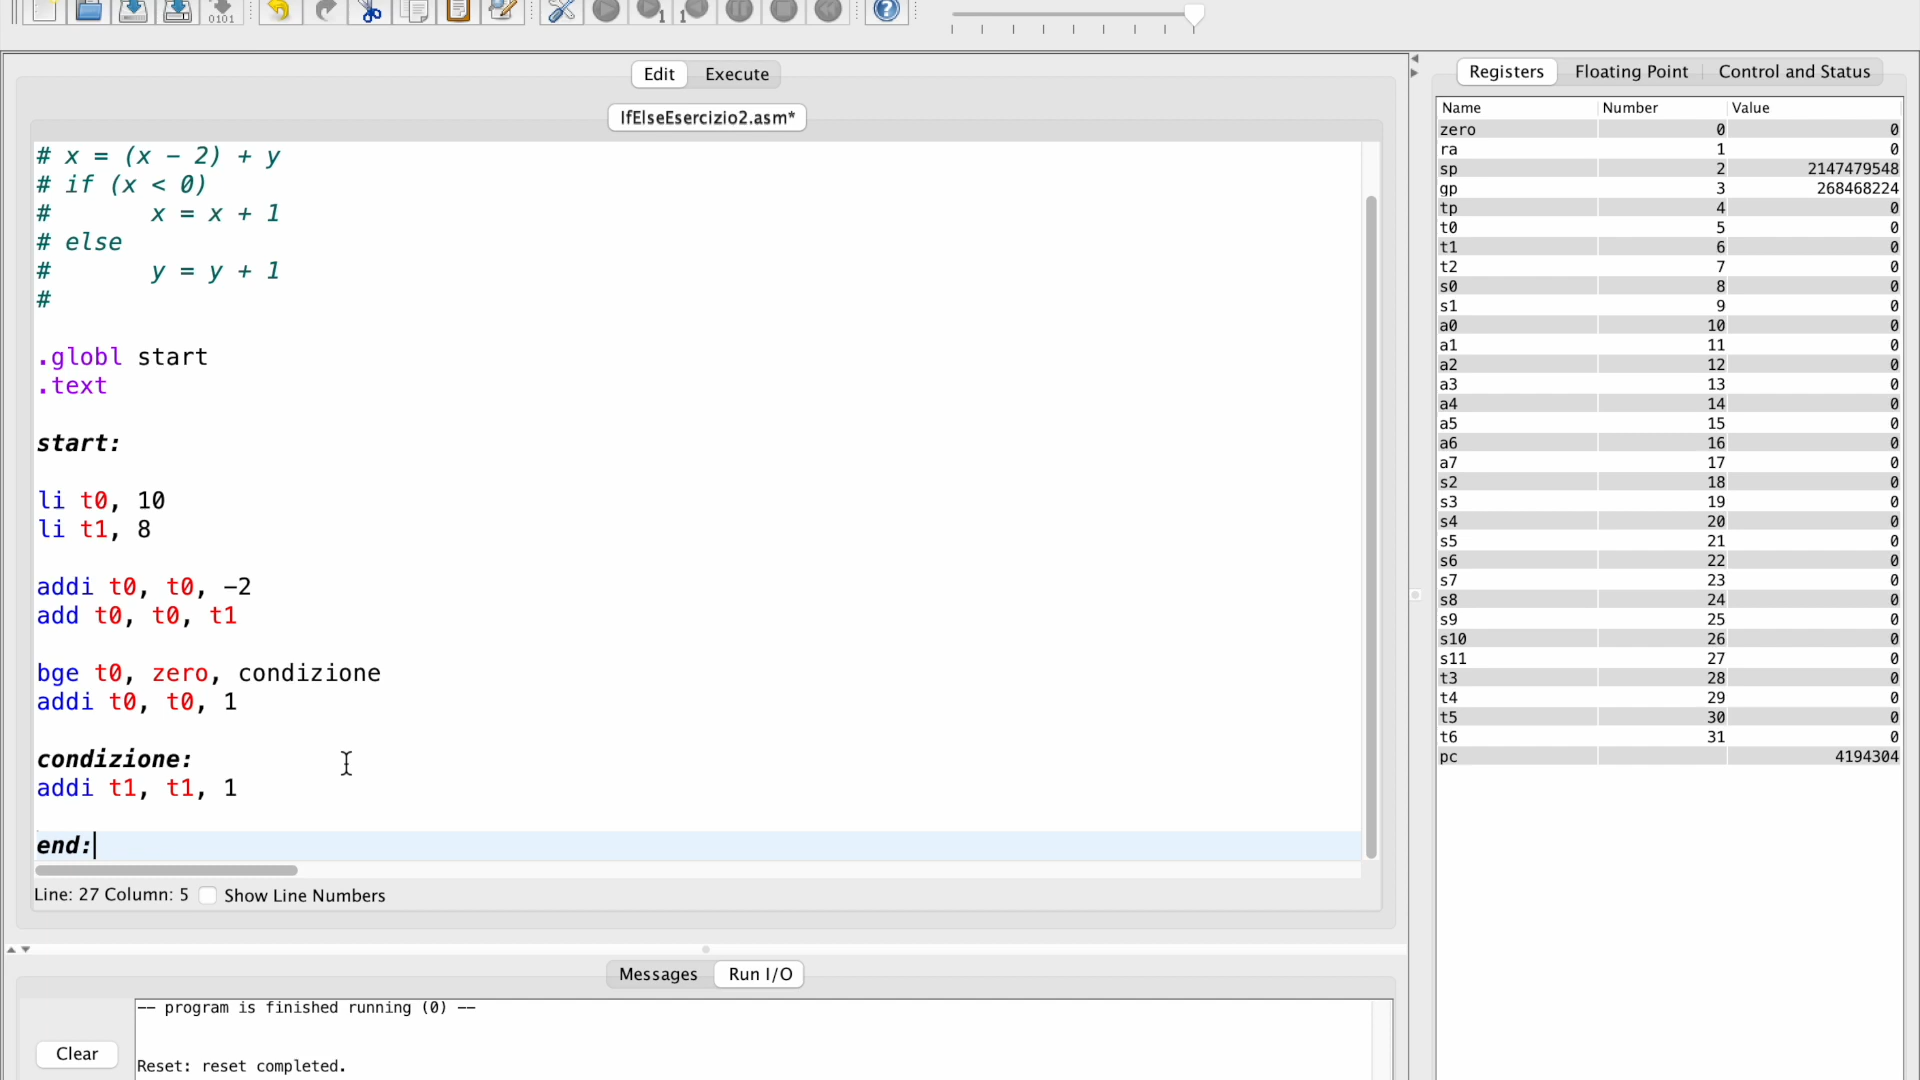 0101
1
1
?
Edit
Execute
IfElseEsercizio2.asm*
# x = (x - 2) + y
# if (x < 0)
# x = x + 1
# else
# y = y + 1
#
.globl start
.text
start:
li t0, 10
li t1, 8
addi t0, t0, -2
add t0, t0, t1
bge t0, zero, condizione
addi t0, t0, 1
condizione:
addi t1, t1, 1
end:
Line: 27 Column: 5
Show Line Numbers
Messages
Run I/O
-- program is finished running (0) --
Reset: reset completed.
Clear
Registers
Floating Point
Control and Status
Name Number Value
zero 0 0
ra 1 0
sp 2 2147479548
gp 3 268468224
tp 4 0
t0 5 0
t1 6 0
t2 7 0
s0 8 0
s1 9 0
a0 10 0
a1 11 0
a2 12 0
a3 13 0
a4 14 0
a5 15 0
a6 16 0
a7 17 0
s2 18 0
s3 19 0
s4 20 0
s5 21 0
s6 22 0
s7 23 0
s8 24 0
s9 25 0
s10 26 0
s11 27 0
t3 28 0
t4 29 0
t5 30 0
t6 31 0
pc 4194304